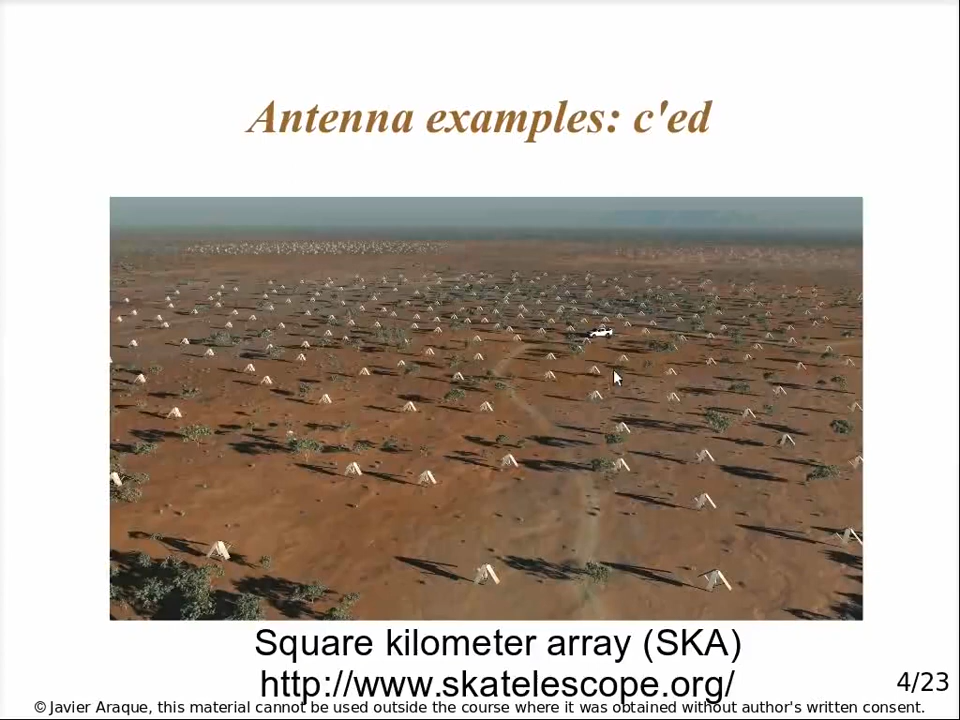 Antenna examples: c'ed
Square kilometer array (SKA)
http://www.skatelescope.org/
4/23
©Javier Araque, this material cannot be used outside the course where it was obtained without author's written consent.